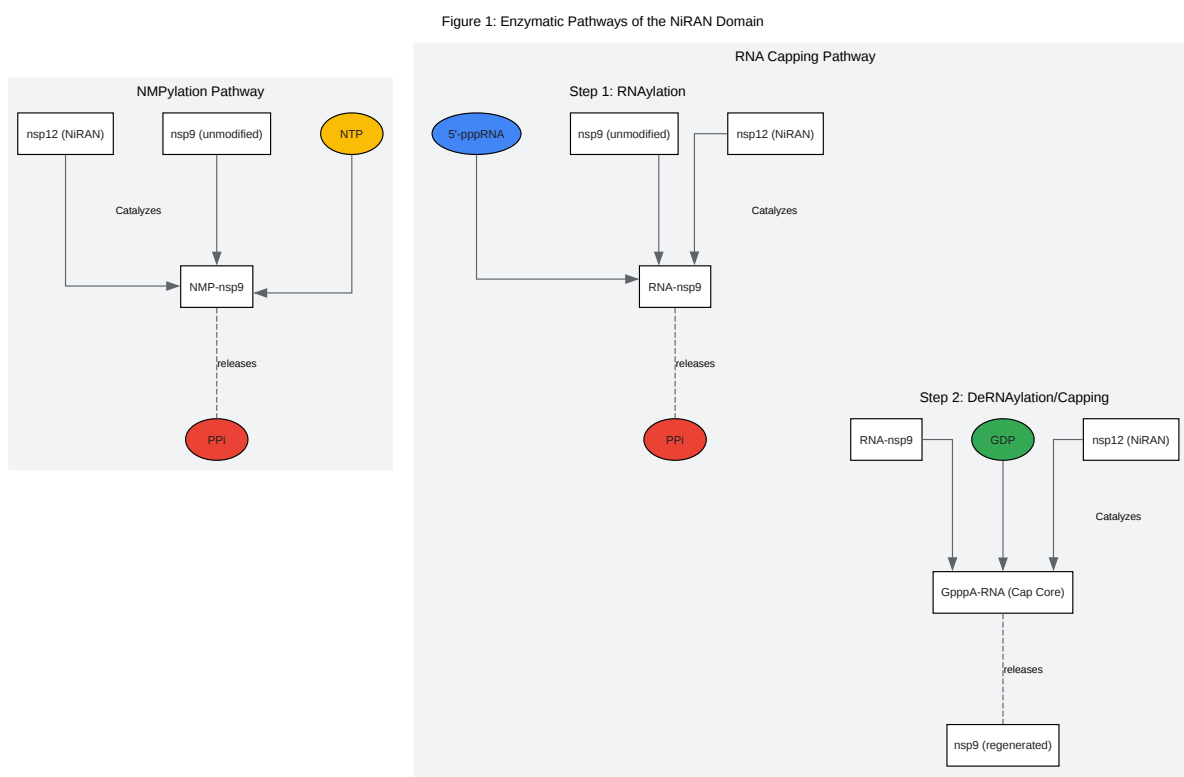 Figure 1: Enzymatic Pathways of the NiRAN Domain
NMPylation Pathway
nsp12 (NiRAN)
nsp9 (unmodified)
NTP
Catalyzes
NMP-nsp9
releases
PPi
RNA Capping Pathway
Step 1: RNAylation
5'-pppRNA
nsp9 (unmodified)
nsp12 (NiRAN)
Catalyzes
RNA-nsp9
releases
PPi
Step 2: DeRNAylation/Capping
RNA-nsp9
GDP
nsp12 (NiRAN)
Catalyzes
GpppA-RNA (Cap Core)
releases
nsp9 (regenerated)